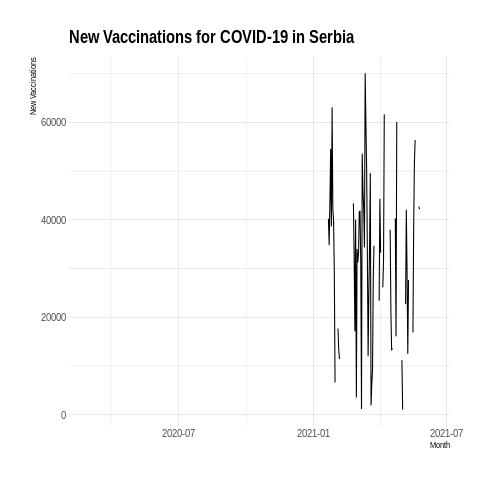 New Vaccinations for COVID-19 in Serbia
New Vaccinations
60000
40000
20000
0
2020-07
2021-01
2021-07
Month